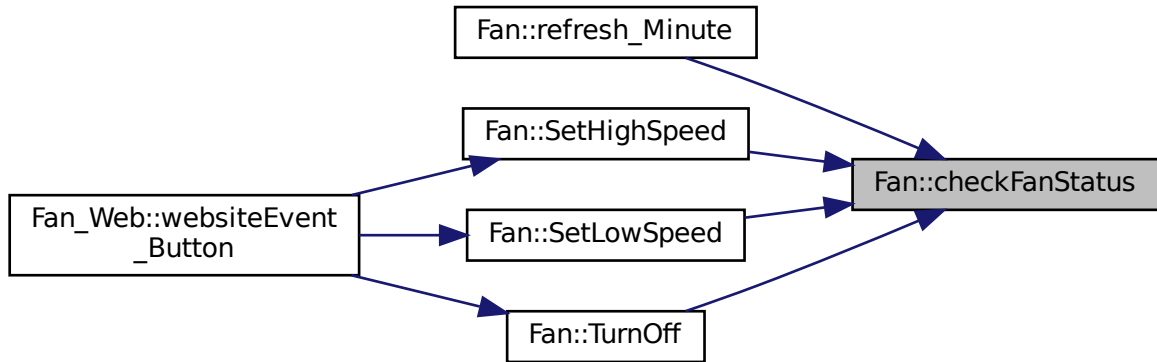 Fan::refresh_Minute
Fan::SetHighSpeed
Fan::checkFanStatus
Fan_Web::websiteEvent
_Button
Fan::SetLowSpeed
Fan::TurnOff